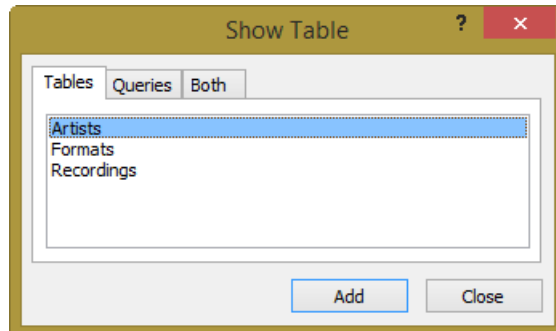 Show Table ? ×
Tables Queries Both
Artists
Formats
Recordings
Add Close